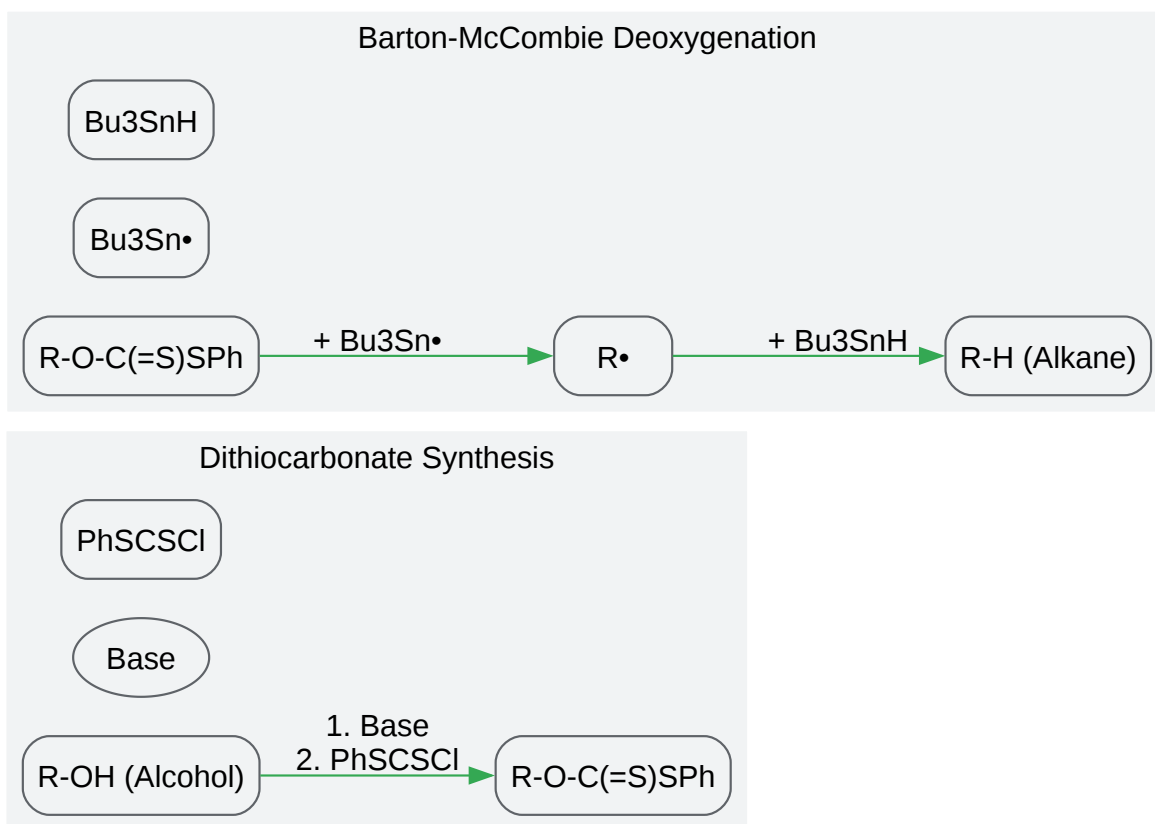 Barton-McCombie Deoxygenation
Bu3SnH
Bu3Sn•
R-O-C(=S)SPh
+ Bu3Sn•
R•
+ Bu3SnH
R-H (Alkane)
Dithiocarbonate Synthesis
PhSCSCl
Base
R-OH (Alcohol)
1. Base
2. PhSCSCl
R-O-C(=S)SPh